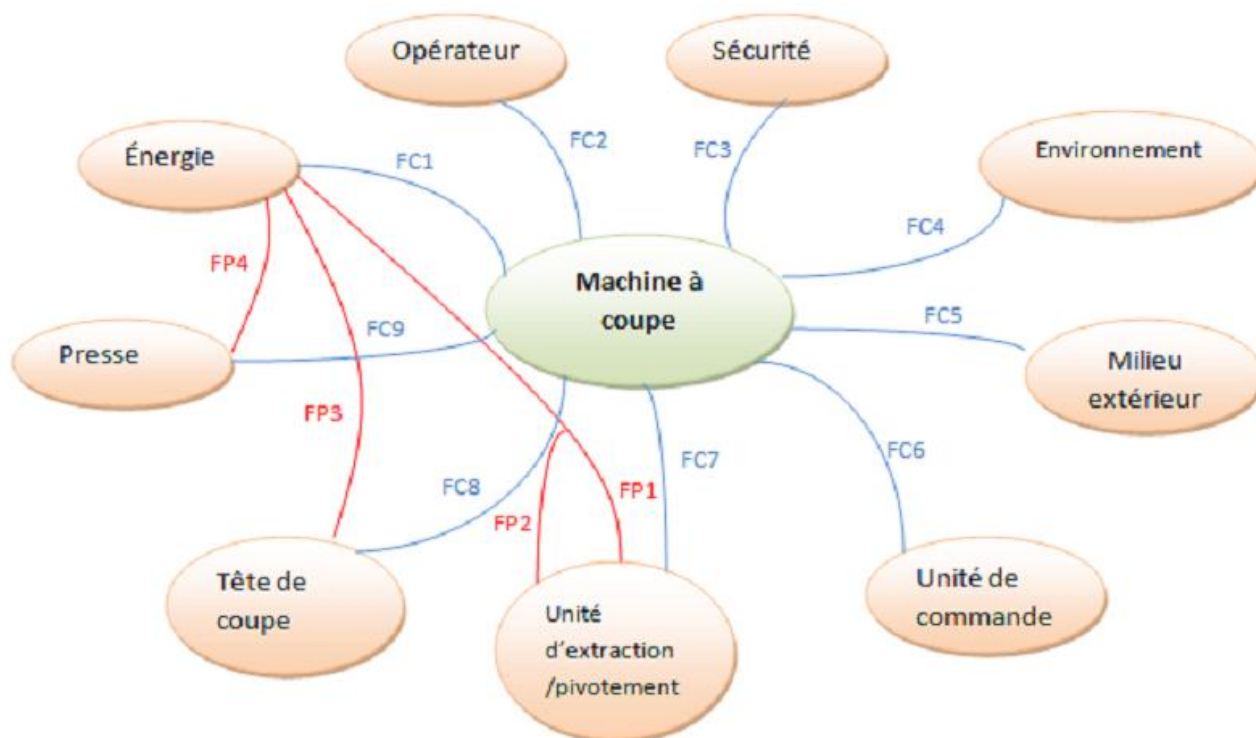 Opérateur
Sécurité
Énergie
Environnement
FC1
FC2
FC3
FC4
FP4
Machine à
coupe
FC9
Presse
FC5
Milieu
extérieur
FP3
FC6
FC7
FC8
FP1
FP2
Tête de
coupe
Unité
d'extraction
/pivotement
Unité de
commande